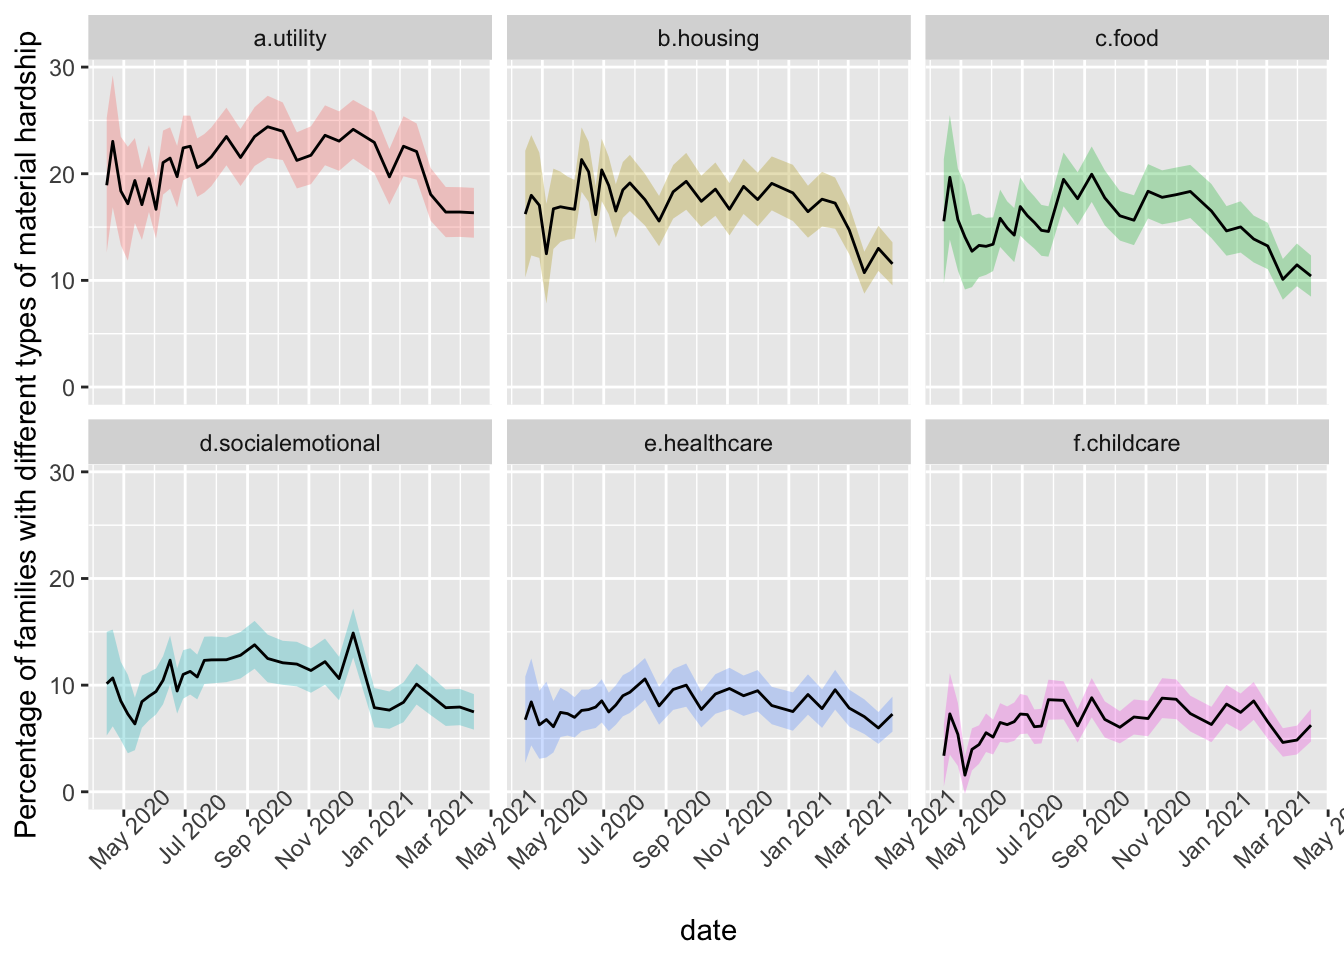 Percentage of families with different types of material hardship
a.utility
b.housing
c.food
30
20
10
0
d.socialemotional
e.healthcare
f.childcare
30
20
10
0
May 2020
Jul 2020
Sep 2020
Nov 2020
Jan 2021
Mar 2021
May 2021
May 2020
Jul 2020
Sep 2020
Nov 2020
Jan 2021
Mar 2021
May 2021
May 2020
Jul 2020
Sep 2020
Nov 2020
Jan 2021
Mar 2021
May 20
date